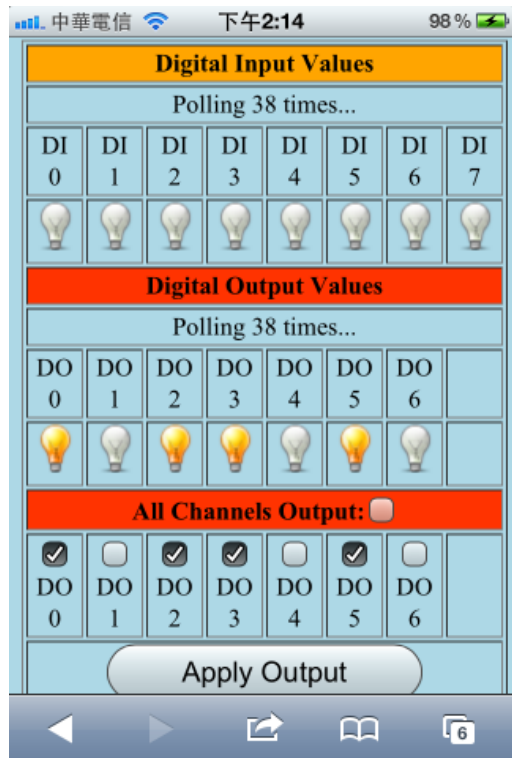 中華電信 下午2:14 98 %
Digital Input Values
Polling 38 times...
DI DI DI DI DI DI DI DI
0 1 2 3 4 5 6 7
Digital Output Values
Polling 38 times...
DO DO DO DO DO DO DO
0 1 2 3 4 5 6
All Channels Output:
DO DO DO DO DO DO DO
0 1 2 3 4 5 6
Apply Output
6